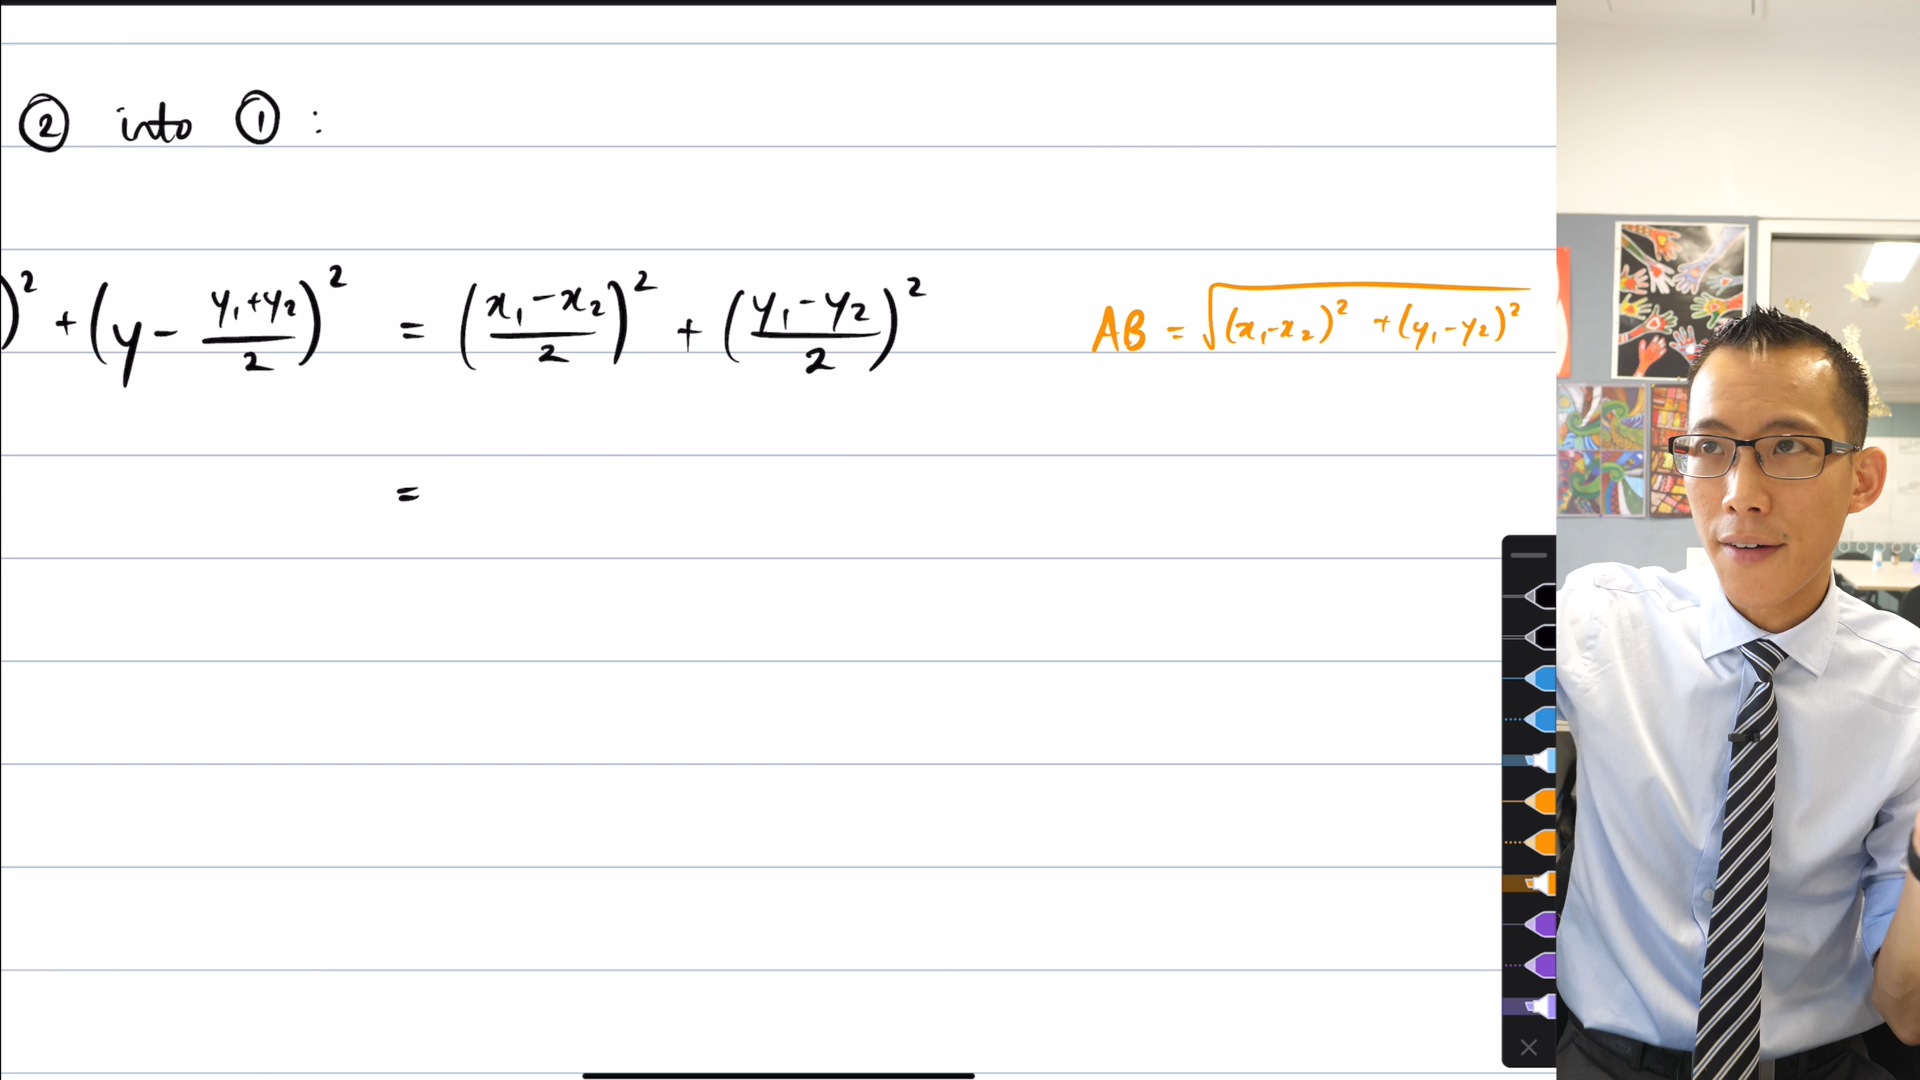 ② into ① :
)² + (y - (y₁+y₂)/2)² = ((x₁-x₂)/2)² + ((y₁-y₂)/2)²
AB = √((x₁-x₂)² + (y₁-y₂)²)
=